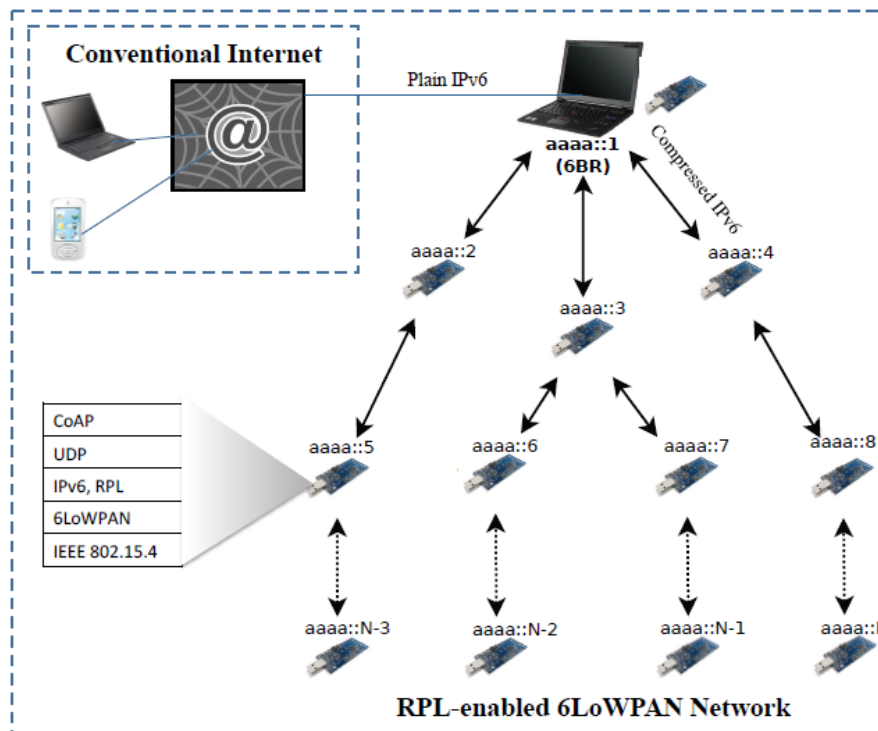 Conventional Internet
Plain IPv6
@
aaaa::1
(6BR)
Compressed IPv6
aaaa::2
aaaa::4
aaaa::3
CoAP
UDP
IPv6, RPL
6LoWPAN
IEEE 802.15.4
aaaa::5
aaaa::6
aaaa::7
aaaa::8
aaaa::N-3
aaaa::N-2
aaaa::N-1
RPL-enabled 6LoWPAN Network